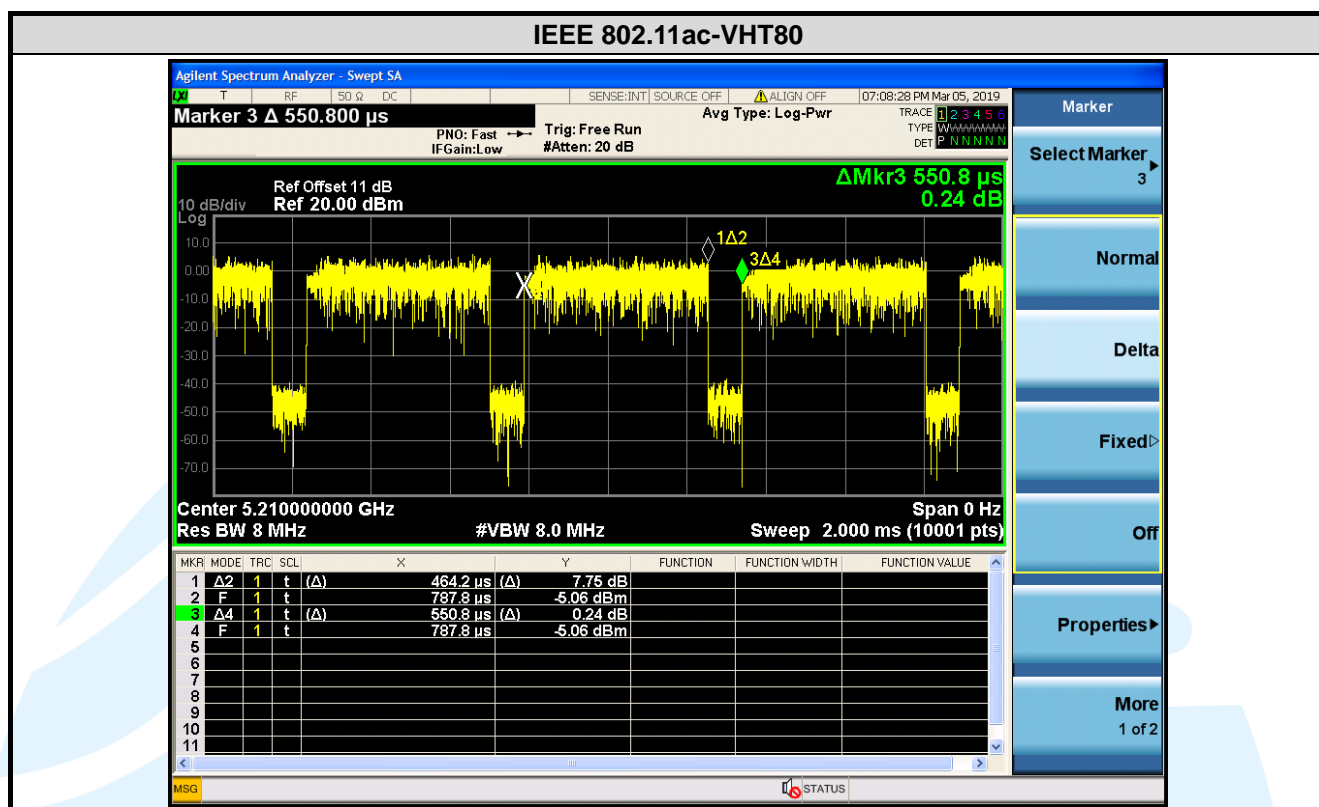 IEEE 802.11ac-VHT80
Agilent Spectrum Analyzer - Swept SA
LXI T RF 50 Ω DC SENSE:INT SOURCE OFF ALIGN OFF 07:08:28 PM Mar 05, 2019
Marker 3 Δ 550.800 µs
PNO: Fast
IFGain:Low
Trig: Free Run
#Atten: 20 dB
Avg Type: Log-Pwr
TRACE 1 2 3 4 5 6
TYPE WWWWWW
DET P N N N N N
ΔMkr3 550.8 µs
0.24 dB
Ref Offset 11 dB
Ref 20.00 dBm
10 dB/div
Log
10.0
0.00
-10.0
-20.0
-30.0
-40.0
-50.0
-60.0
-70.0
1Δ2
3Δ4
Center 5.210000000 GHz
Span 0 Hz
Res BW 8 MHz
#VBW 8.0 MHz
Sweep 2.000 ms (10001 pts)
MKR MODE TRC SCL X Y FUNCTION FUNCTION WIDTH FUNCTION VALUE
1 Δ2 1 t (Δ) 464.2 µs (Δ) 7.75 dB
2 F 1 t 787.8 µs -5.06 dBm
3 Δ4 1 t (Δ) 550.8 µs (Δ) 0.24 dB
4 F 1 t 787.8 µs -5.06 dBm
5
6
7
8
9
10
11
MSG
STATUS
Marker
Select Marker
3
Normal
Delta
Fixed
Off
Properties
More
1 of 2